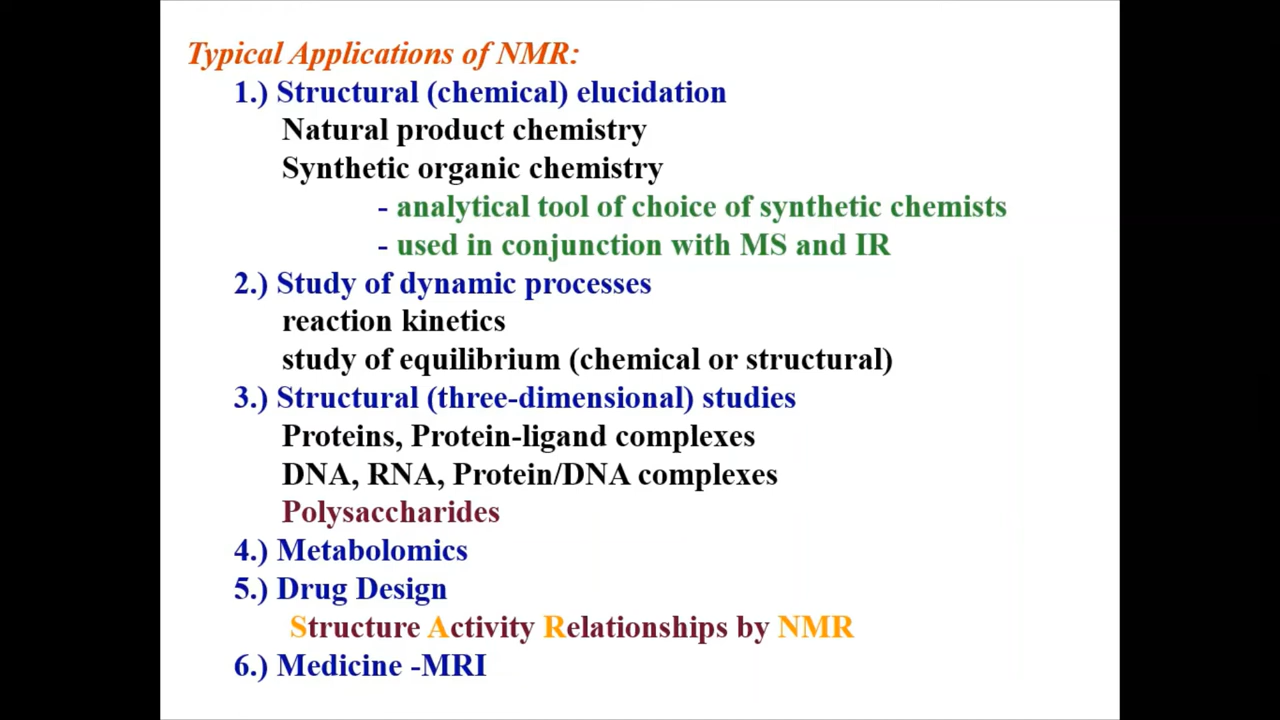 Typical Applications of NMR:
1.) Structural (chemical) elucidation
Natural product chemistry
Synthetic organic chemistry
- analytical tool of choice of synthetic chemists
- used in conjunction with MS and IR
2.) Study of dynamic processes
reaction kinetics
study of equilibrium (chemical or structural)
3.) Structural (three-dimensional) studies
Proteins, Protein-ligand complexes
DNA, RNA, Protein/DNA complexes
Polysaccharides
4.) Metabolomics
5.) Drug Design
Structure Activity Relationships by NMR
6.) Medicine -MRI